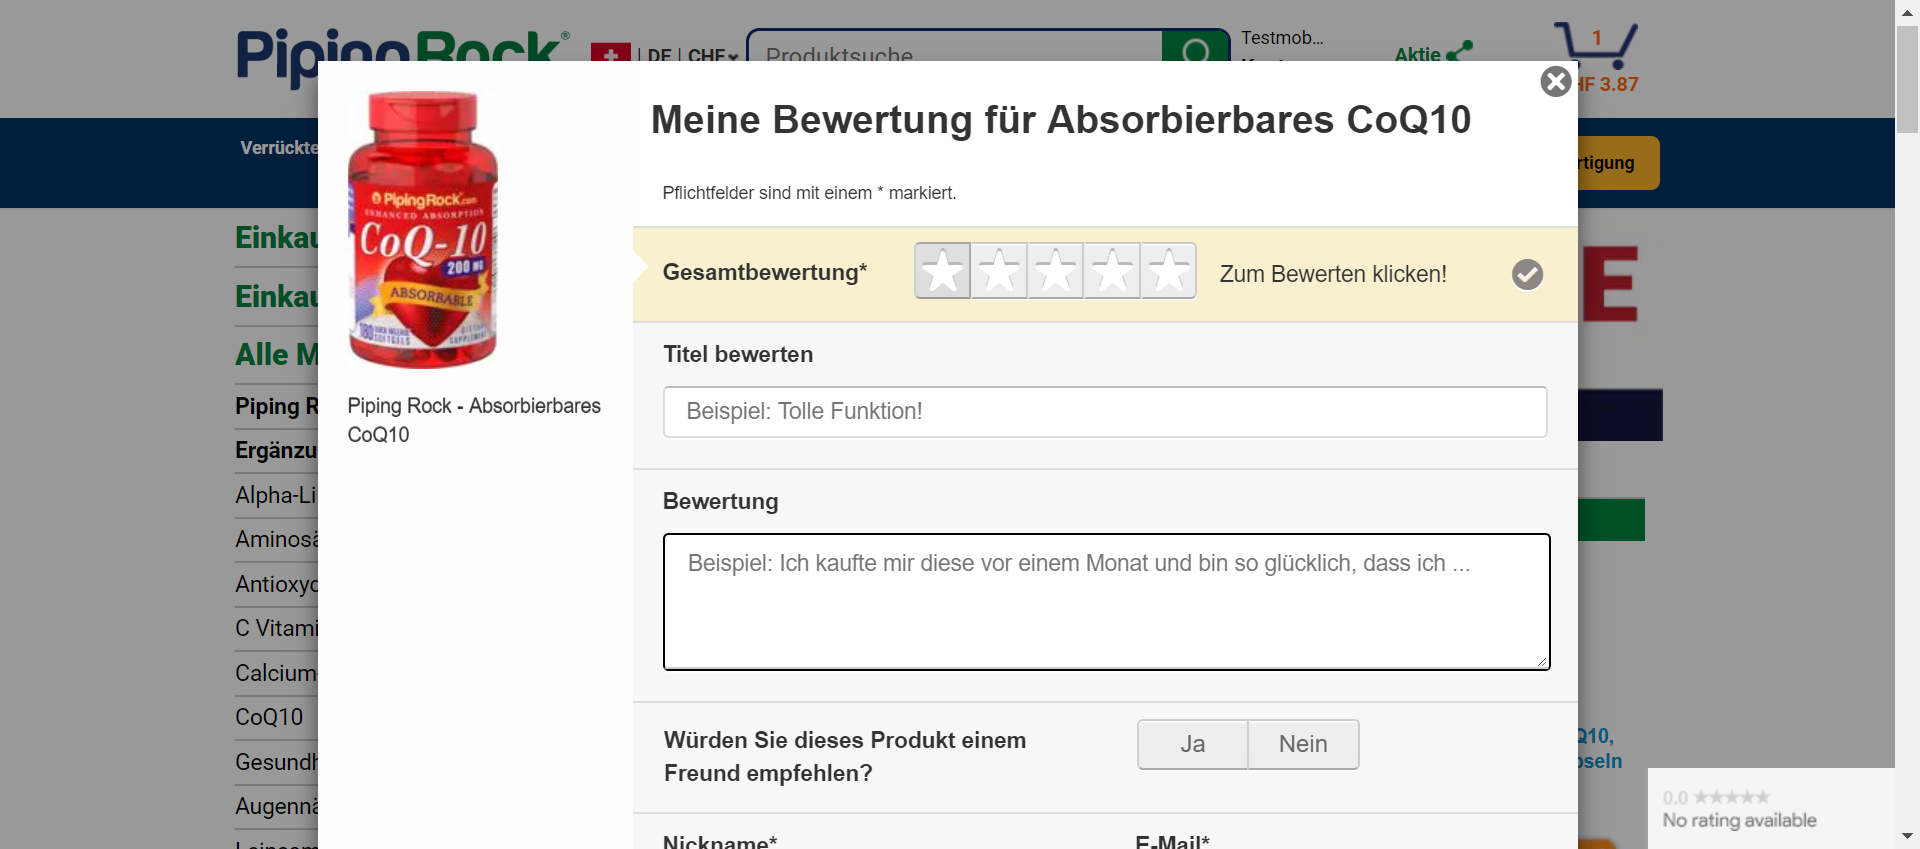 PipingRock®
DE | CHF
Produktsuche
Testmob...
Aktie
1
HF 3.87
Verrückte
rtigung
Meine Bewertung für Absorbierbares CoQ10
Pflichtfelder sind mit einem * markiert.
PipingRock.com
ENHANCED ABSORPTION
CoQ-10
200 MG
ABSORBABLE
180 QUICK RELEASE
SOFTGELS
DIETARY
SUPPLEMENT
Piping Rock - Absorbierbares
CoQ10
Gesamtbewertung*
Zum Bewerten klicken!
Titel bewerten
Beispiel: Tolle Funktion!
Bewertung
Beispiel: Ich kaufte mir diese vor einem Monat und bin so glücklich, dass ich ...
Würden Sie dieses Produkt einem
Freund empfehlen?
Ja
Nein
Nickname*
E-Mail*
Einkau
Einkau
Alle M
Piping R
Ergänzu
Alpha-Li
Aminosä
Antioxyd
C Vitami
Calcium-
CoQ10
Gesundh
Augennä
E
Q10,
pseln
0.0
No rating available